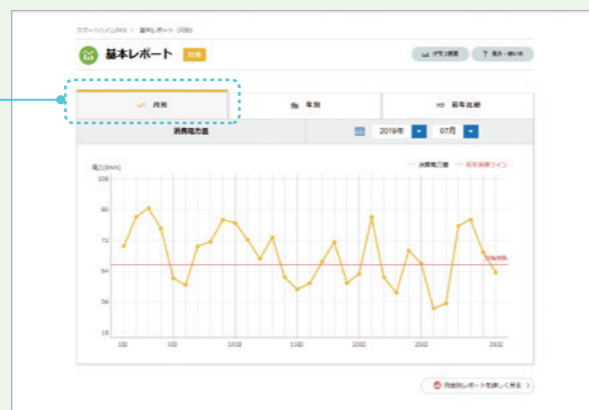 基本レポート 月別
グラフ画面 ? 見方・使い方
月別 年別 前年比較
消費電力量 2019年 07月
電力(kWh) 消費電力量
108
90
72
54
36
18
1日 5日 10日 15日 20日 25日 30日